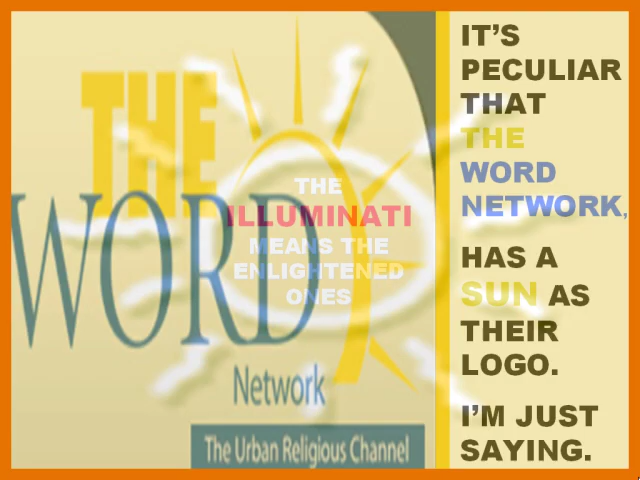 THE
WORD
Network
The Urban Religious Channel
THE
ILLUMINATI
MEANS THE
ENLIGHTENED
ONES
IT’S
PECULIAR
THAT
THE
WORD
NETWORK,
HAS A
SUN AS
THEIR
LOGO.
I’M JUST
SAYING.